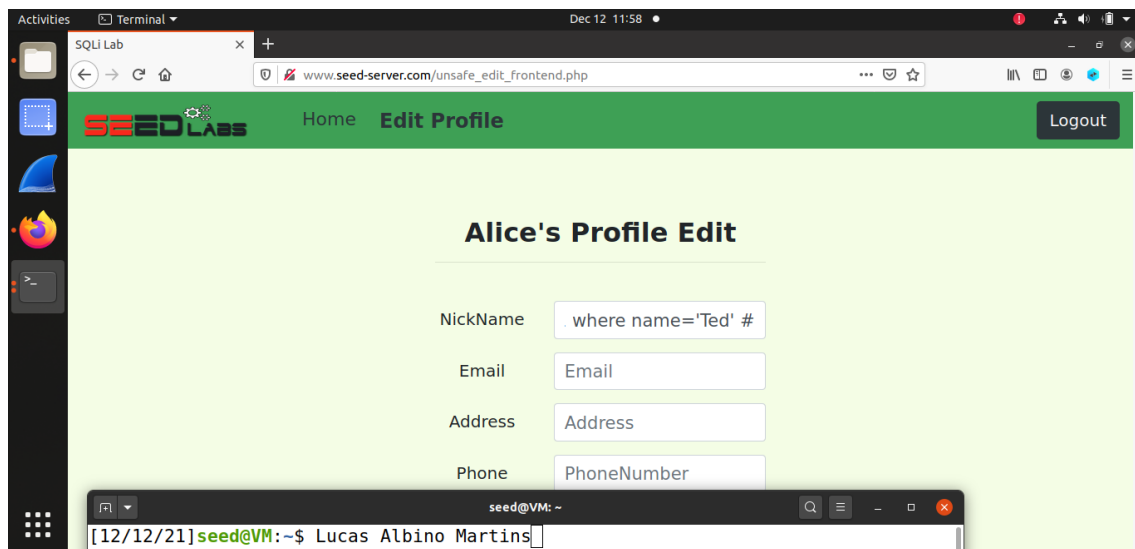 Activities Terminal Dec 12 11:58
SQLi Lab
www.seed-server.com/unsafe_edit_frontend.php
SEEDLABS Home Edit Profile Logout
Alice's Profile Edit
NickName . where name='Ted' #
Email Email
Address Address
Phone PhoneNumber
seed@VM: ~
[12/12/21]seed@VM:~$ Lucas Albino Martins